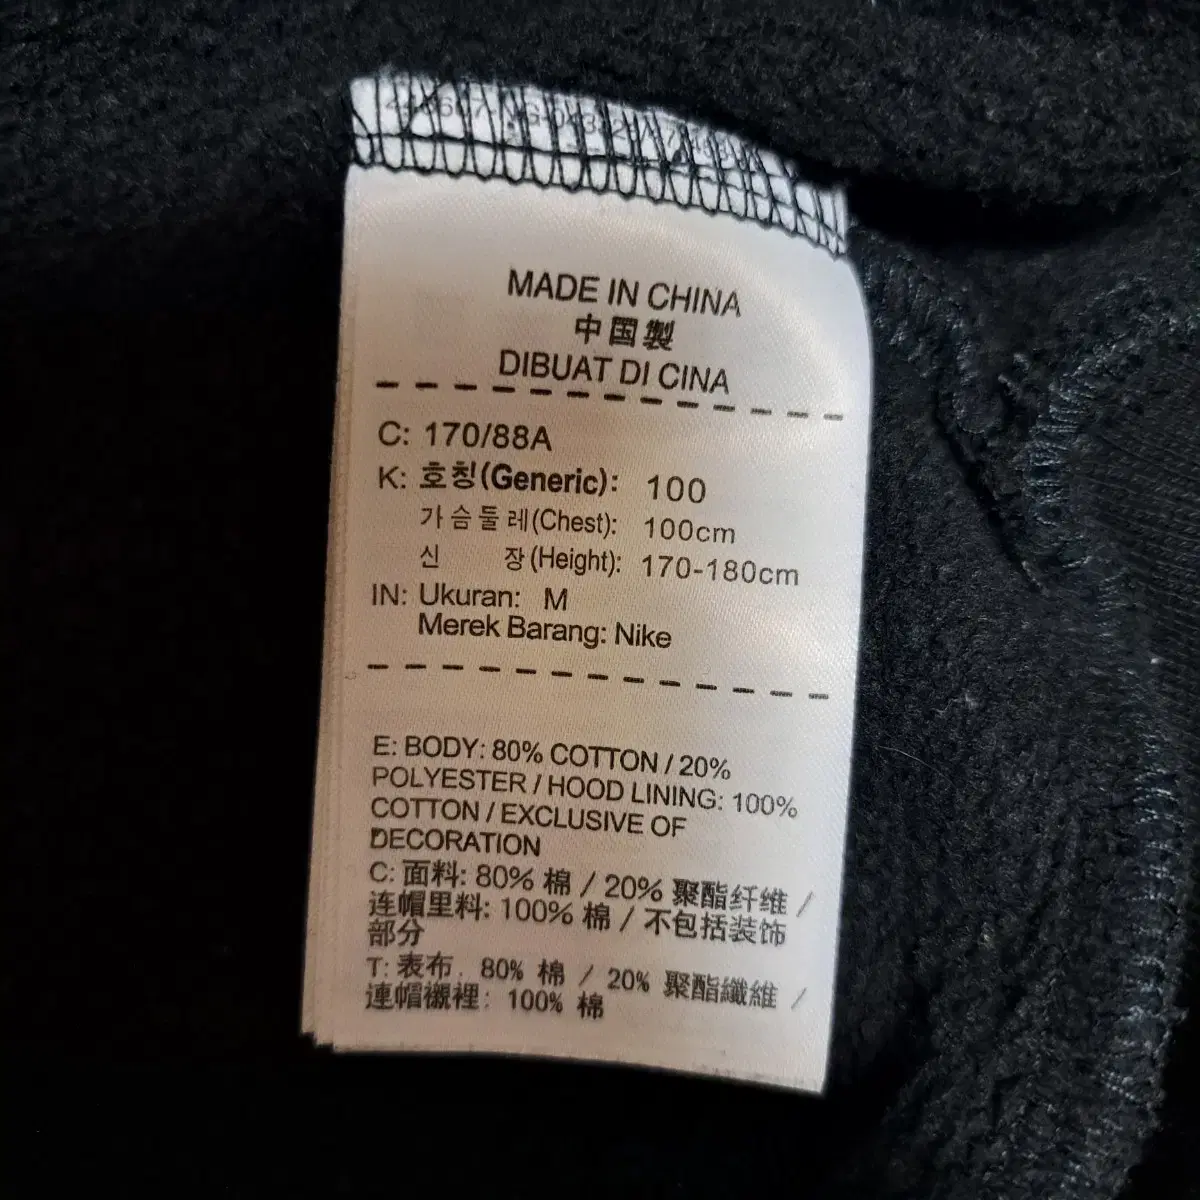 MADE IN CHINA
中国製
DIBUAT DI CINA
C: 170/88A
K: 호칭(Generic): 100
가슴둘레(Chest): 100cm
신 장(Height): 170-180cm
IN: Ukuran: M
Merek Barang: Nike
E: BODY: 80% COTTON / 20%
POLYESTER / HOOD LINING: 100%
COTTON / EXCLUSIVE OF
DECORATION
C: 面料: 80% 棉 / 20% 聚酯纤维 /
连帽里料: 100% 棉 / 不包括装饰
部分
T: 表布: 80% 棉 / 20% 聚酯纖維 /
連帽襯裡: 100% 棉